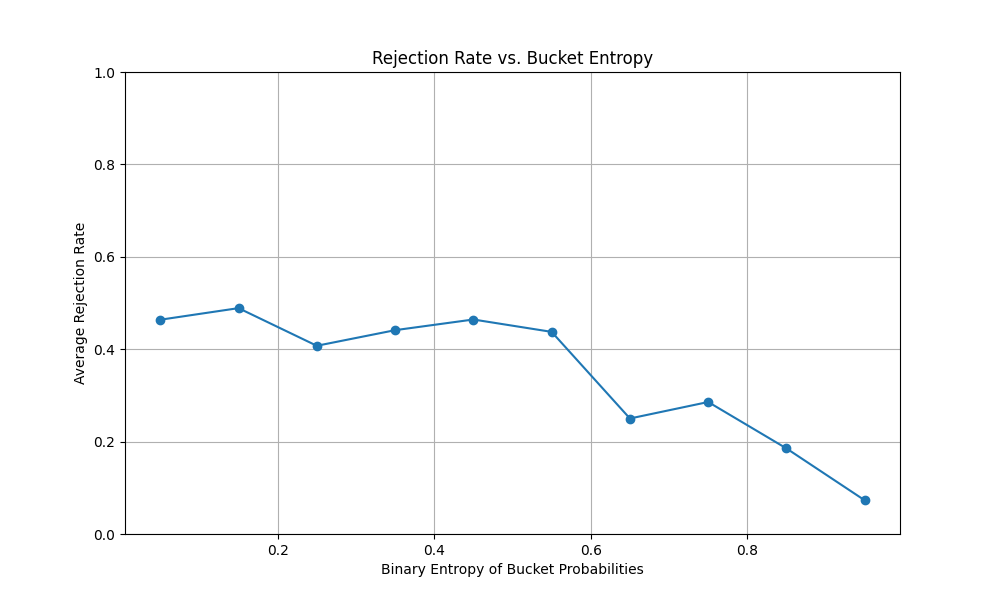 Rejection Rate vs. Bucket Entropy
1.0
0.8
0.6
0.4
0.2
0.0
Average Rejection Rate
0.2 0.4 0.6 0.8
Binary Entropy of Bucket Probabilities